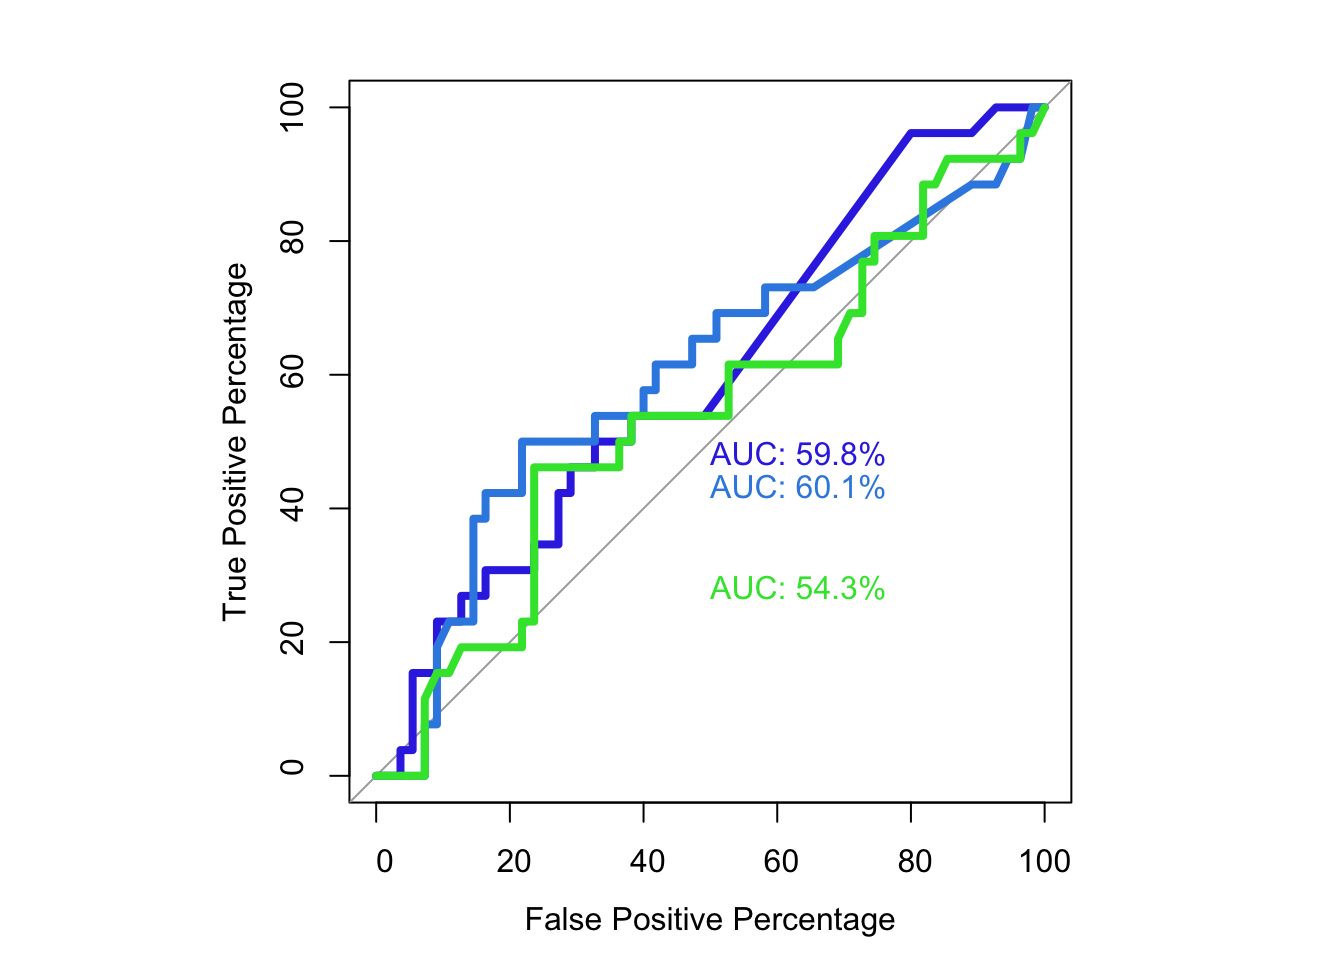 True Positive Percentage
100
80
60
40
20
0
AUC: 59.8%
AUC: 60.1%
AUC: 54.3%
0 20 40 60 80 100
False Positive Percentage